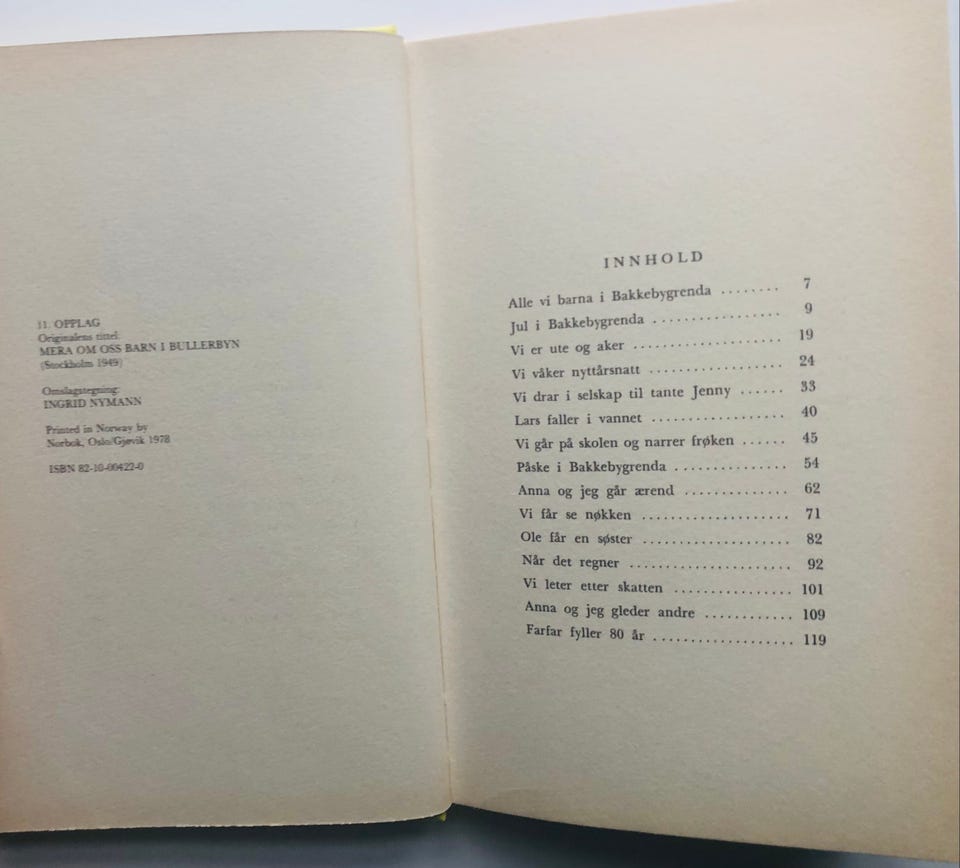 11. OPPLAG
Originalens tittel:
MERA OM OSS BARN I BULLERBYN
(Stockholm 1949)
Omslagstegning:
INGRID NYMANN
Printed in Norway by
Norbok, Oslo/Gjøvik 1978
ISBN 82-10-00422-0
INNHOLD
Alle vi barna i Bakkebygrenda ........ 7
Jul i Bakkebygrenda ................. 9
Vi er ute og aker .................... 19
Vi våker nyttårsnatt .................. 24
Vi drar i selskap til tante Jenny ...... 33
Lars faller i vannet .................. 40
Vi går på skolen og narrer frøken ...... 45
Påske i Bakkebygrenda ............... 54
Anna og jeg går ærend .............. 62
Vi får se nøkken .................... 71
Ole får en søster .................... 82
Når det regner ...................... 92
Vi leter etter skatten ................ 101
Anna og jeg gleder andre ............ 109
Farfar fyller 80 år ................... 119